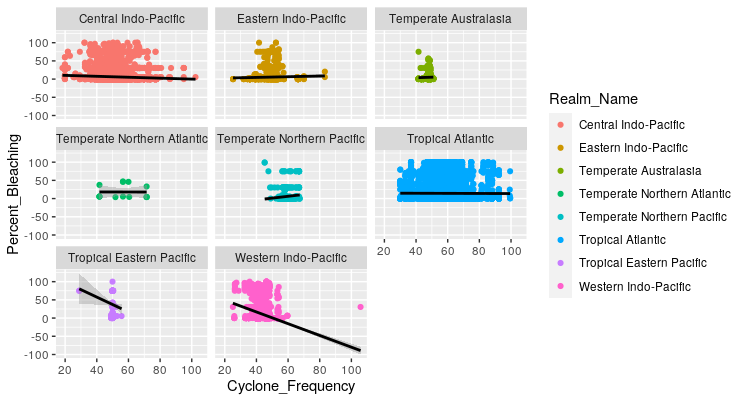 Central Indo-Pacific Eastern Indo-Pacific Temperate Australasia
100
50
0
-50
-100
Temperate Northern Atlantic Temperate Northern Pacific Tropical Atlantic
100
50
0
-50
-100
20 40 60 80 100
Tropical Eastern Pacific Western Indo-Pacific
100
50
0
-50
-100
20 40 60 80 100 20 40 60 80 100
Cyclone_Frequency
Percent_Bleaching
Realm_Name
Central Indo-Pacific
Eastern Indo-Pacific
Temperate Australasia
Temperate Northern Atlantic
Temperate Northern Pacific
Tropical Atlantic
Tropical Eastern Pacific
Western Indo-Pacific